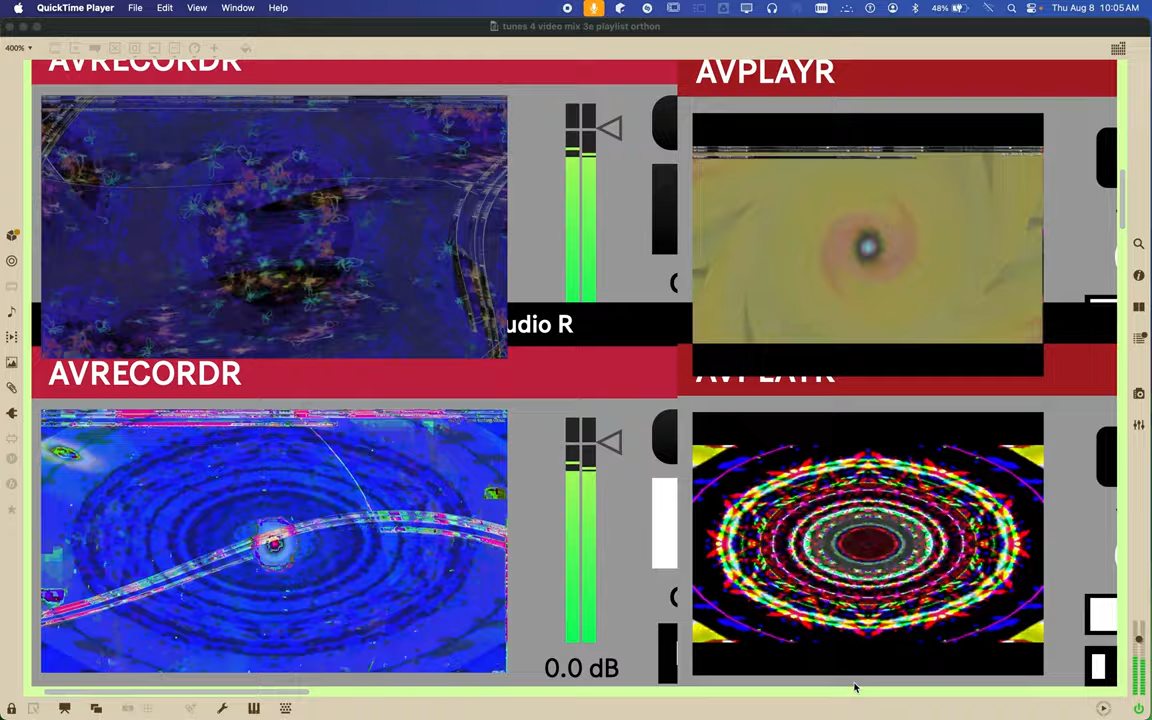 QuickTime Player File Edit View Window Help 48% Thu Aug 8 10:05 AM
tunes 4 video mix 3e playlist orthon
400%
AVRECORDR
AVPLAYR
udio R
AVRECORDR
AVPLAYR
0.0 dB